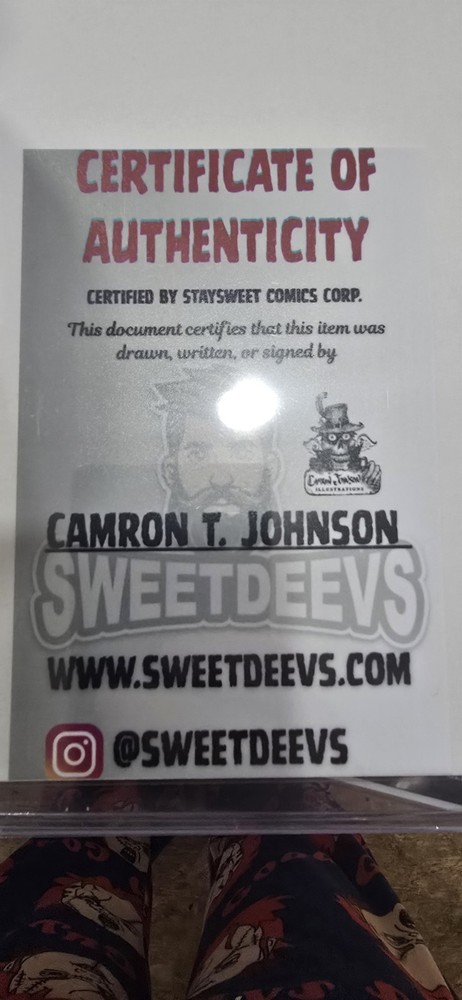 CERTIFICATE OF
AUTHENTICITY
CERTIFIED BY STAYSWEET COMICS CORP.
This document certifies that this item was
drawn, written, or signed by
ILLUSTRATIONS
CAMRON T. JOHNSON
SWEETDEEVS
WWW.SWEETDEEVS.COM
@SWEETDEEVS